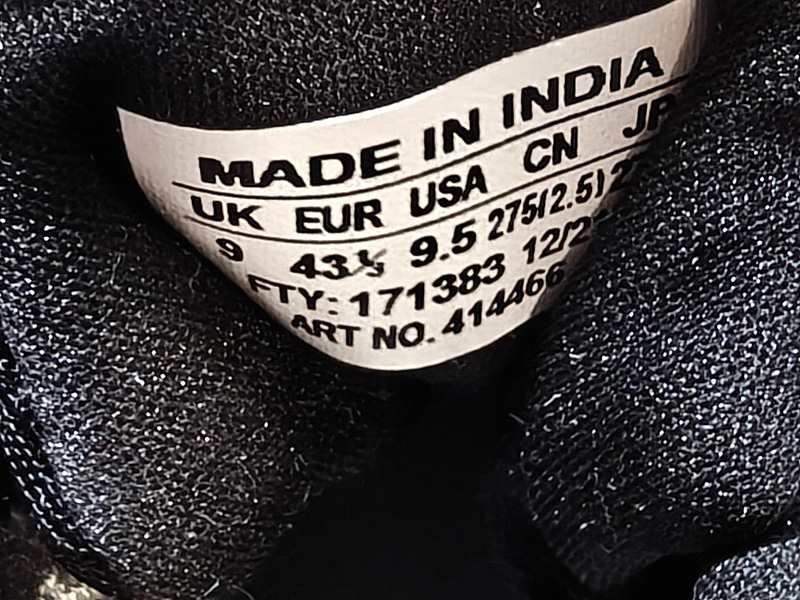 MADE IN INDIA
UK EUR USA CN JP
9 43½ 9.5 275(2.5)
FTY: 171383
ART NO. 414466